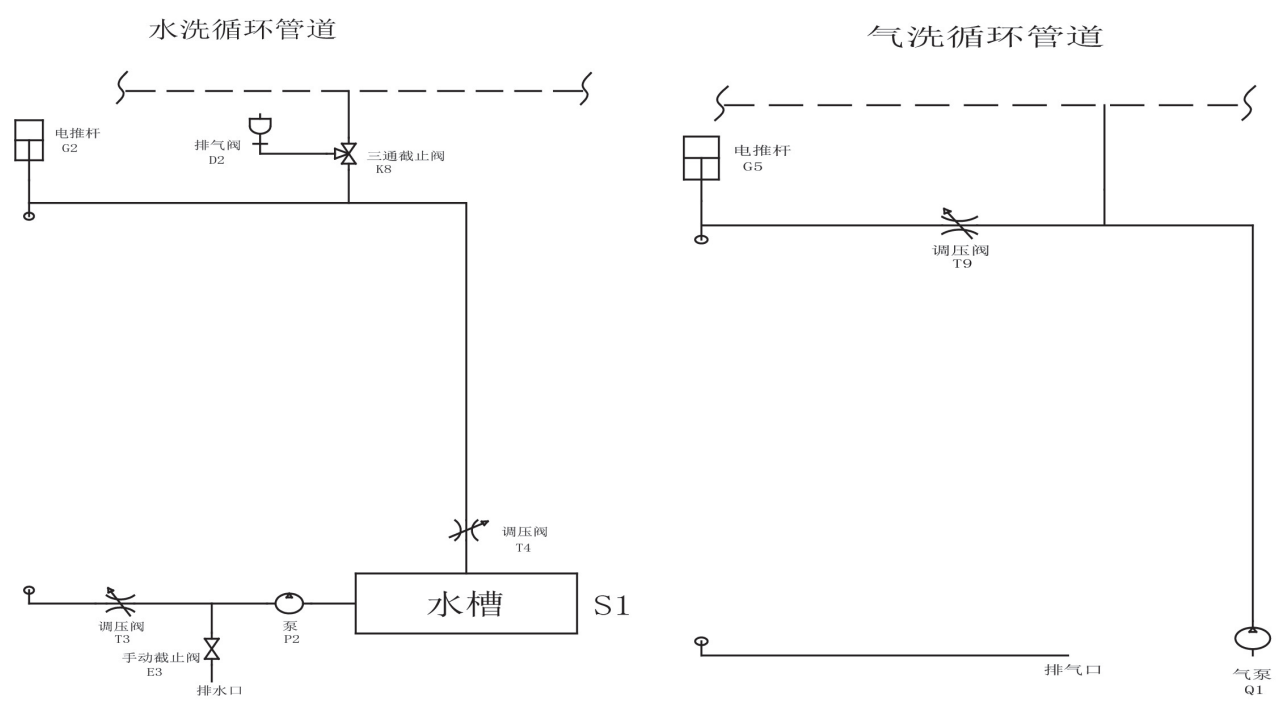 水洗循环管道
电推杆
G2
排气阀
D2
三通截止阀
K8
调压阀
T4
水槽
S1
调压阀
T3
泵
P2
手动截止阀
E3
排水口
气洗循环管道
电推杆
G5
调压阀
T9
排气口
气泵
Q1